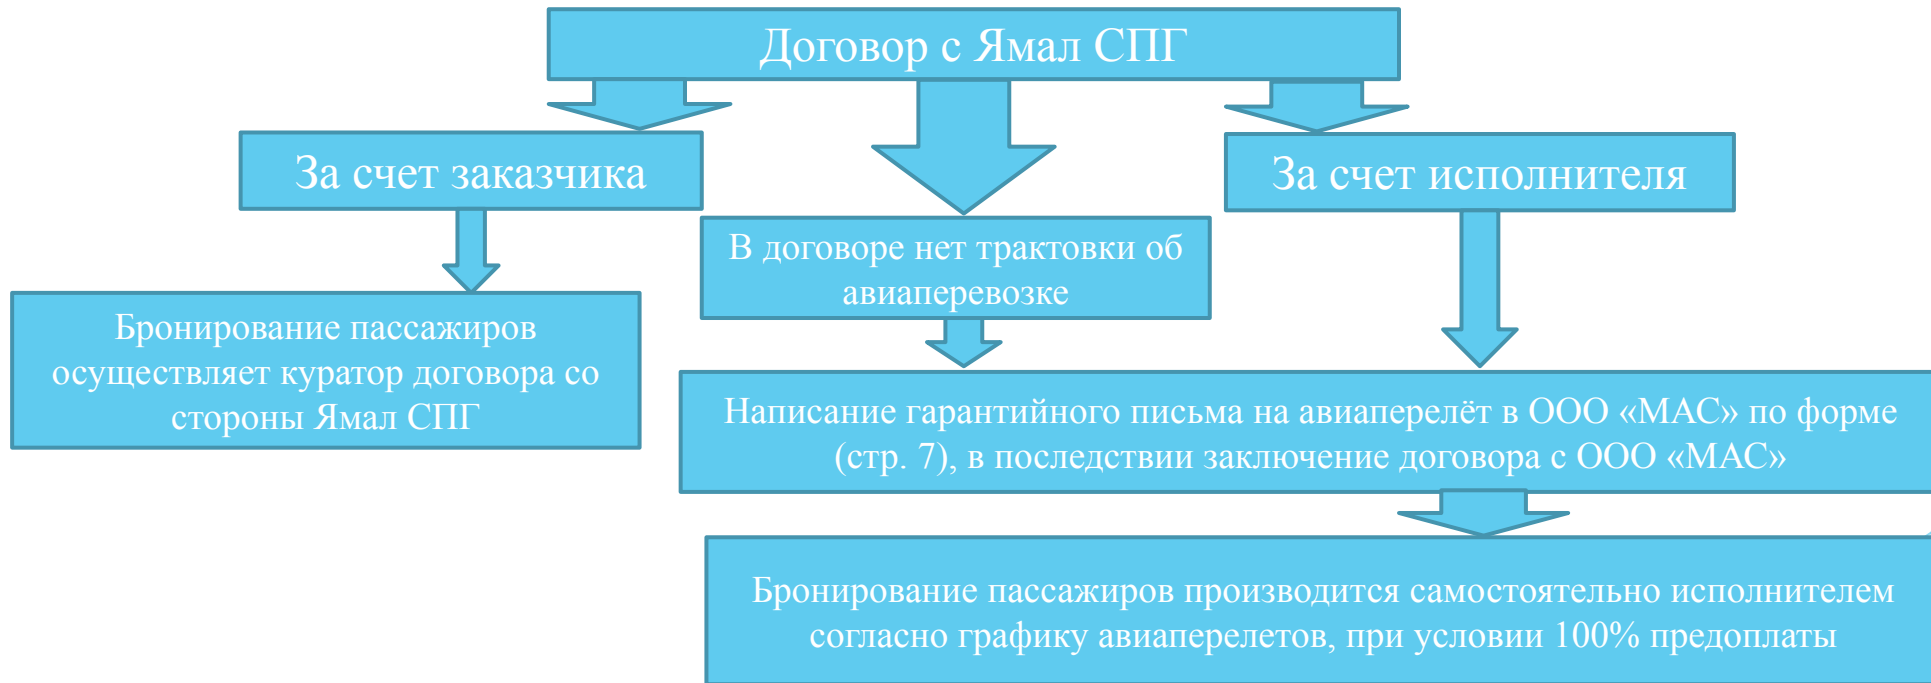 Договор с Ямал СПГ
За счет заказчика
За счет исполнителя
В договоре нет трактовки об
авиаперевозке
Бронирование пассажиров
осуществляет куратор договора со
стороны Ямал СПГ
Написание гарантийного письма на авиаперелёт в ООО «МАС» по форме
(стр. 7), в последствии заключение договора с ООО «МАС»
Бронирование пассажиров производится самостоятельно исполнителем
согласно графику авиаперелетов, при условии 100% предоплаты